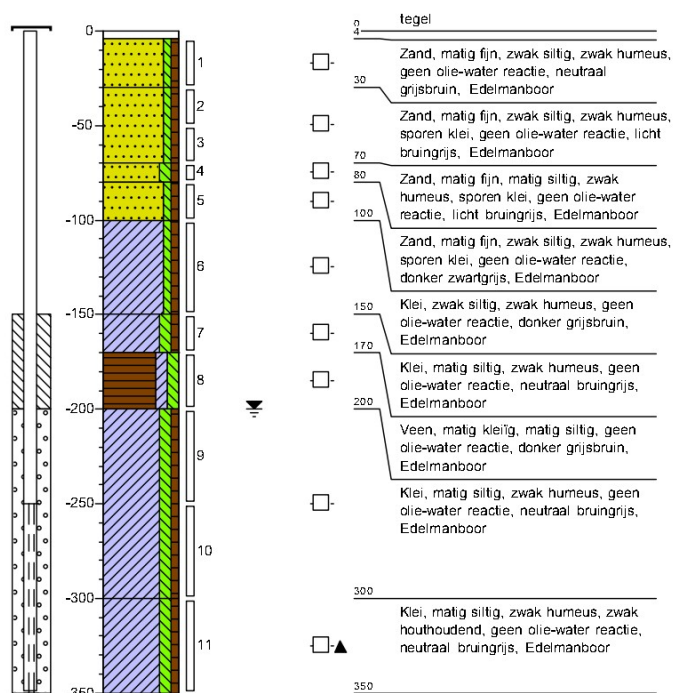 0
-50
-100
-150
-200
-250
-300
-350
1
2
3
4
5
6
7
8
9
10
11
0
tegel
4
Zand, matig fijn, zwak siltig, zwak humeus,
geen olie-water reactie, neutraal
grijsbruin, Edelmanboor
30
Zand, matig fijn, zwak siltig, zwak humeus,
sporen klei, geen olie-water reactie, licht
bruingrijs, Edelmanboor
70
Zand, matig fijn, matig siltig, zwak
humeus, sporen klei, geen olie-water
reactie, licht bruingrijs, Edelmanboor
80
Zand, matig fijn, zwak siltig, zwak humeus,
sporen klei, geen olie-water reactie,
donker zwartgrijs, Edelmanboor
100
Klei, zwak siltig, zwak humeus, geen
olie-water reactie, donker grijsbruin,
Edelmanboor
150
Klei, matig siltig, zwak humeus, geen
olie-water reactie, neutraal bruingrijs,
Edelmanboor
170
Veen, matig kleiïg, matig siltig, geen
olie-water reactie, donker grijsbruin,
Edelmanboor
200
Klei, matig siltig, zwak humeus, geen
olie-water reactie, neutraal bruingrijs,
Edelmanboor
300
Klei, matig siltig, zwak humeus, zwak
houthoudend, geen olie-water reactie,
neutraal bruingrijs, Edelmanboor
350